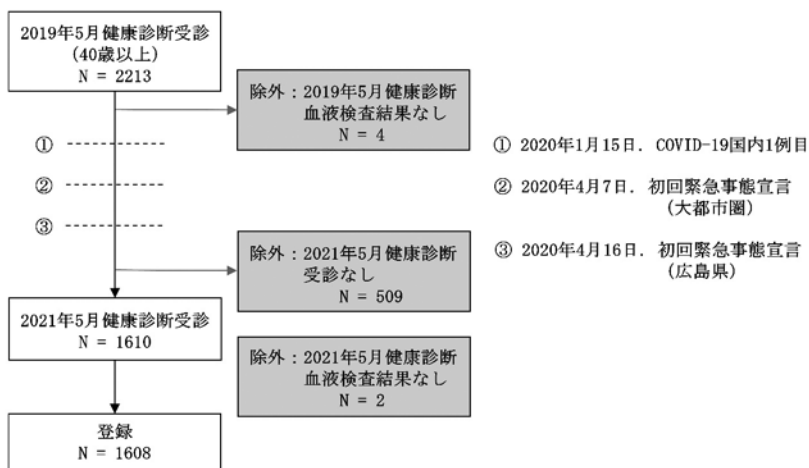 2019年5月健康診断受診
(40歳以上)
N = 2213
除外：2019年5月健康診断
血液検査結果なし
N = 4
①
②
③
① 2020年1月15日．COVID-19国内1例目
② 2020年4月7日．初回緊急事態宣言
(大都市圏)
③ 2020年4月16日．初回緊急事態宣言
(広島県)
除外：2021年5月健康診断
受診なし
N = 509
2021年5月健康診断受診
N = 1610
除外：2021年5月健康診断
血液検査結果なし
N = 2
登録
N = 1608